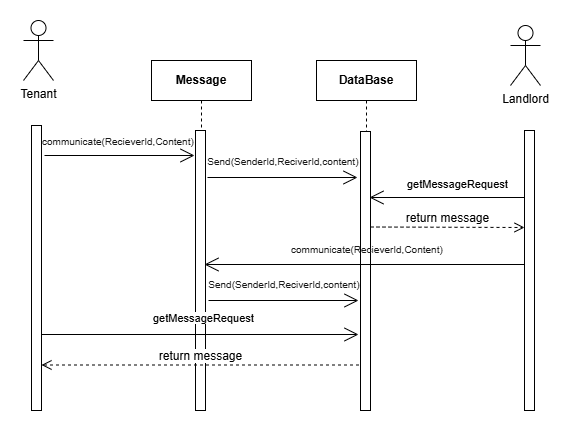 Tenant
Message
DataBase
Landlord
communicate(RecieverId,Content)
Send(SenderId,ReciverId,content)
getMessageRequest
return message
communicate(RecieverId,Content)
Send(SenderId,ReciverId,content)
getMessageRequest
return message